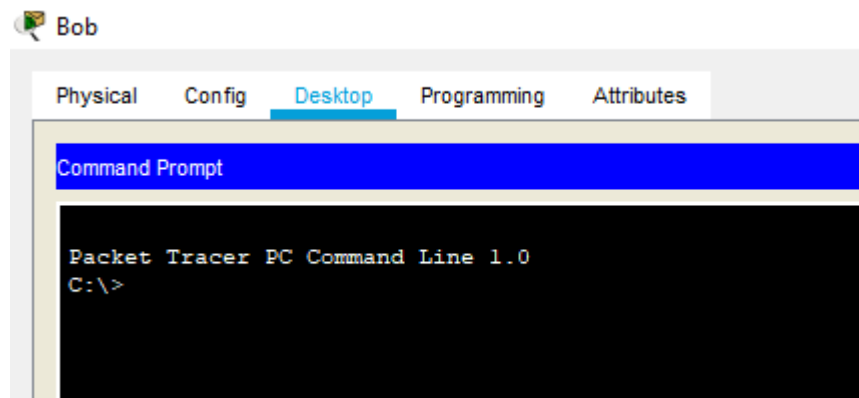 Bob
Physical Config Desktop Programming Attributes
Command Prompt
Packet Tracer PC Command Line 1.0
C:\>